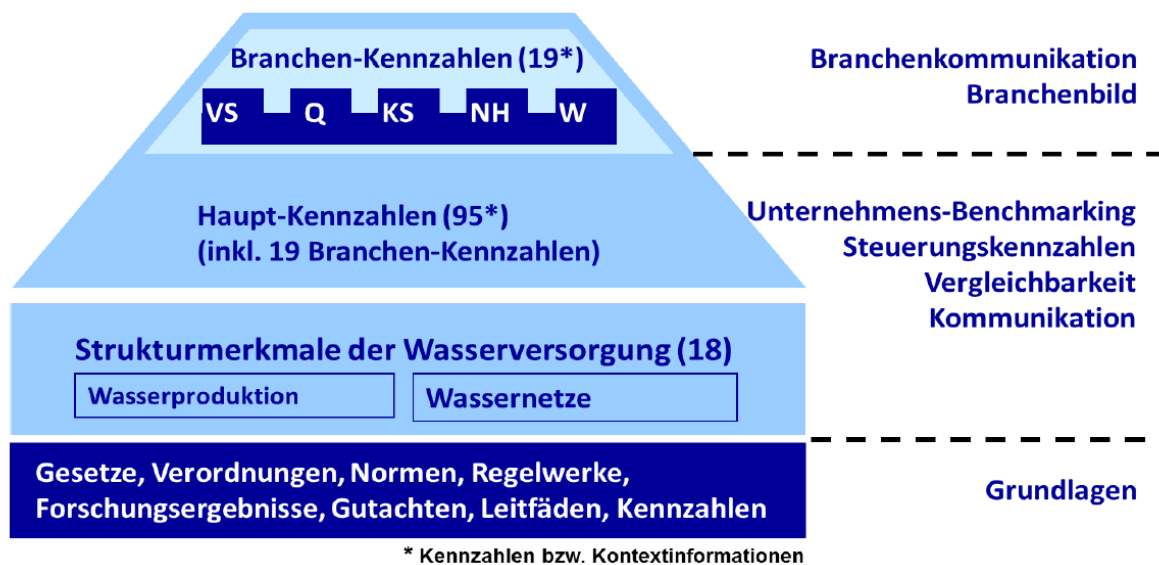 Branchen-Kennzahlen (19*)
VS Q KS NH W
Branchenkommunikation
Branchenbild
Haupt-Kennzahlen (95*)
(inkl. 19 Branchen-Kennzahlen)
Unternehmens-Benchmarking
Steuerungskennzahlen
Vergleichbarkeit
Kommunikation
Strukturmerkmale der Wasserversorgung (18)
Wasserproduktion
Wassernetze
Gesetze, Verordnungen, Normen, Regelwerke,
Forschungsergebnisse, Gutachten, Leitfäden, Kennzahlen
Grundlagen
* Kennzahlen bzw. Kontextinformationen